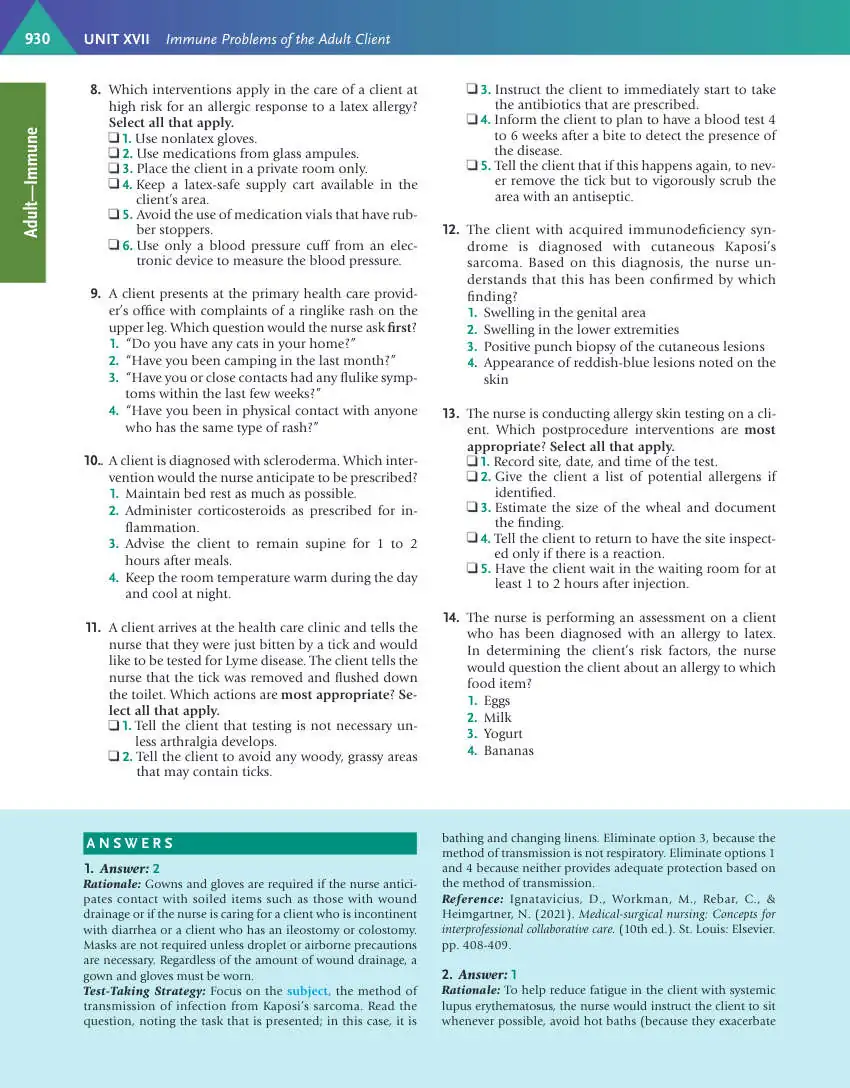 930 UNIT XVII Immune Problems of the Adult Client
Adult—Immune
8. Which interventions apply in the care of a client at
high risk for an allergic response to a latex allergy?
Select all that apply.
❑ 1. Use nonlatex gloves.
❑ 2. Use medications from glass ampules.
❑ 3. Place the client in a private room only.
❑ 4. Keep a latex-safe supply cart available in the
client's area.
❑ 5. Avoid the use of medication vials that have rub-
ber stoppers.
❑ 6. Use only a blood pressure cuff from an elec-
tronic device to measure the blood pressure.
9. A client presents at the primary health care provid-
er's office with complaints of a ringlike rash on the
upper leg. Which question would the nurse ask first?
1. "Do you have any cats in your home?"
2. "Have you been camping in the last month?"
3. "Have you or close contacts had any flulike symp-
toms within the last few weeks?"
4. "Have you been in physical contact with anyone
who has the same type of rash?"
10.. A client is diagnosed with scleroderma. Which inter-
vention would the nurse anticipate to be prescribed?
1. Maintain bed rest as much as possible.
2. Administer corticosteroids as prescribed for in-
flammation.
3. Advise the client to remain supine for 1 to 2
hours after meals.
4. Keep the room temperature warm during the day
and cool at night.
11. A client arrives at the health care clinic and tells the
nurse that they were just bitten by a tick and would
like to be tested for Lyme disease. The client tells the
nurse that the tick was removed and flushed down
the toilet. Which actions are most appropriate? Se-
lect all that apply.
❑ 1. Tell the client that testing is not necessary un-
less arthralgia develops.
❑ 2. Tell the client to avoid any woody, grassy areas
that may contain ticks.
❑ 3. Instruct the client to immediately start to take
the antibiotics that are prescribed.
❑ 4. Inform the client to plan to have a blood test 4
to 6 weeks after a bite to detect the presence of
the disease.
❑ 5. Tell the client that if this happens again, to nev-
er remove the tick but to vigorously scrub the
area with an antiseptic.
12. The client with acquired immunodeficiency syn-
drome is diagnosed with cutaneous Kaposi's
sarcoma. Based on this diagnosis, the nurse un-
derstands that this has been confirmed by which
finding?
1. Swelling in the genital area
2. Swelling in the lower extremities
3. Positive punch biopsy of the cutaneous lesions
4. Appearance of reddish-blue lesions noted on the
skin
13. The nurse is conducting allergy skin testing on a cli-
ent. Which postprocedure interventions are most
appropriate? Select all that apply.
❑ 1. Record site, date, and time of the test.
❑ 2. Give the client a list of potential allergens if
identified.
❑ 3. Estimate the size of the wheal and document
the finding.
❑ 4. Tell the client to return to have the site inspect-
ed only if there is a reaction.
❑ 5. Have the client wait in the waiting room for at
least 1 to 2 hours after injection.
14. The nurse is performing an assessment on a client
who has been diagnosed with an allergy to latex.
In determining the client's risk factors, the nurse
would question the client about an allergy to which
food item?
1. Eggs
2. Milk
3. Yogurt
4. Bananas
ANSWERS
1. Answer: 2
Rationale: Gowns and gloves are required if the nurse antici-
pates contact with soiled items such as those with wound
drainage or if the nurse is caring for a client who is incontinent
with diarrhea or a client who has an ileostomy or colostomy.
Masks are not required unless droplet or airborne precautions
are necessary. Regardless of the amount of wound drainage, a
gown and gloves must be worn.
Test-Taking Strategy: Focus on the subject, the method of
transmission of infection from Kaposi's sarcoma. Read the
question, noting the task that is presented; in this case, it is
bathing and changing linens. Eliminate option 3, because the
method of transmission is not respiratory. Eliminate options 1
and 4 because neither provides adequate protection based on
the method of transmission.
Reference: Ignatavicius, D., Workman, M., Rebar, C., &
Heimgartner, N. (2021). Medical-surgical nursing: Concepts for
interprofessional collaborative care. (10th ed.). St. Louis: Elsevier.
pp. 408-409.
2. Answer: 1
Rationale: To help reduce fatigue in the client with systemic
lupus erythematosus, the nurse would instruct the client to sit
whenever possible, avoid hot baths (because they exacerbate